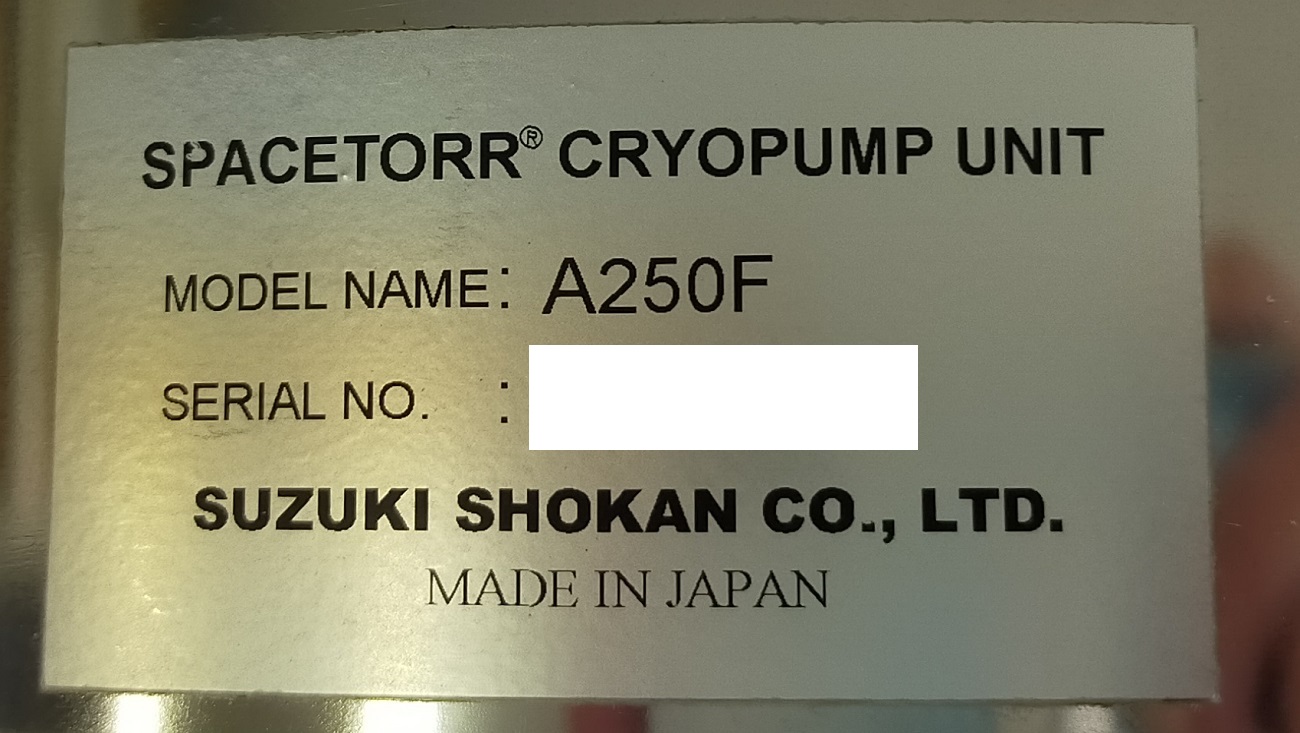 SPACETORR® CRYOPUMP UNIT
MODEL NAME: A250F
SERIAL NO. :
SUZUKI SHOKAN CO., LTD.
MADE IN JAPAN